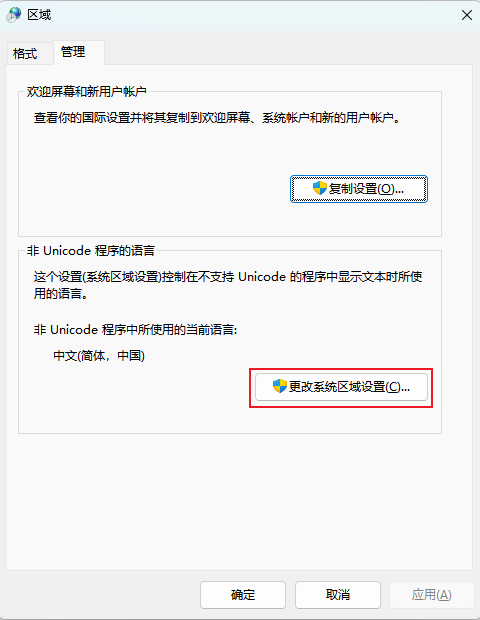 区域
格式
管理
欢迎屏幕和新用户帐户
查看你的国际设置并将其复制到欢迎屏幕、系统帐户和新的用户帐户。
复制设置(O)...
非 Unicode 程序的语言
这个设置(系统区域设置)控制在不支持 Unicode 的程序中显示文本时所使
用的语言。
非 Unicode 程序中所使用的当前语言:
中文(简体，中国)
更改系统区域设置(C)...
确定
取消
应用(A)